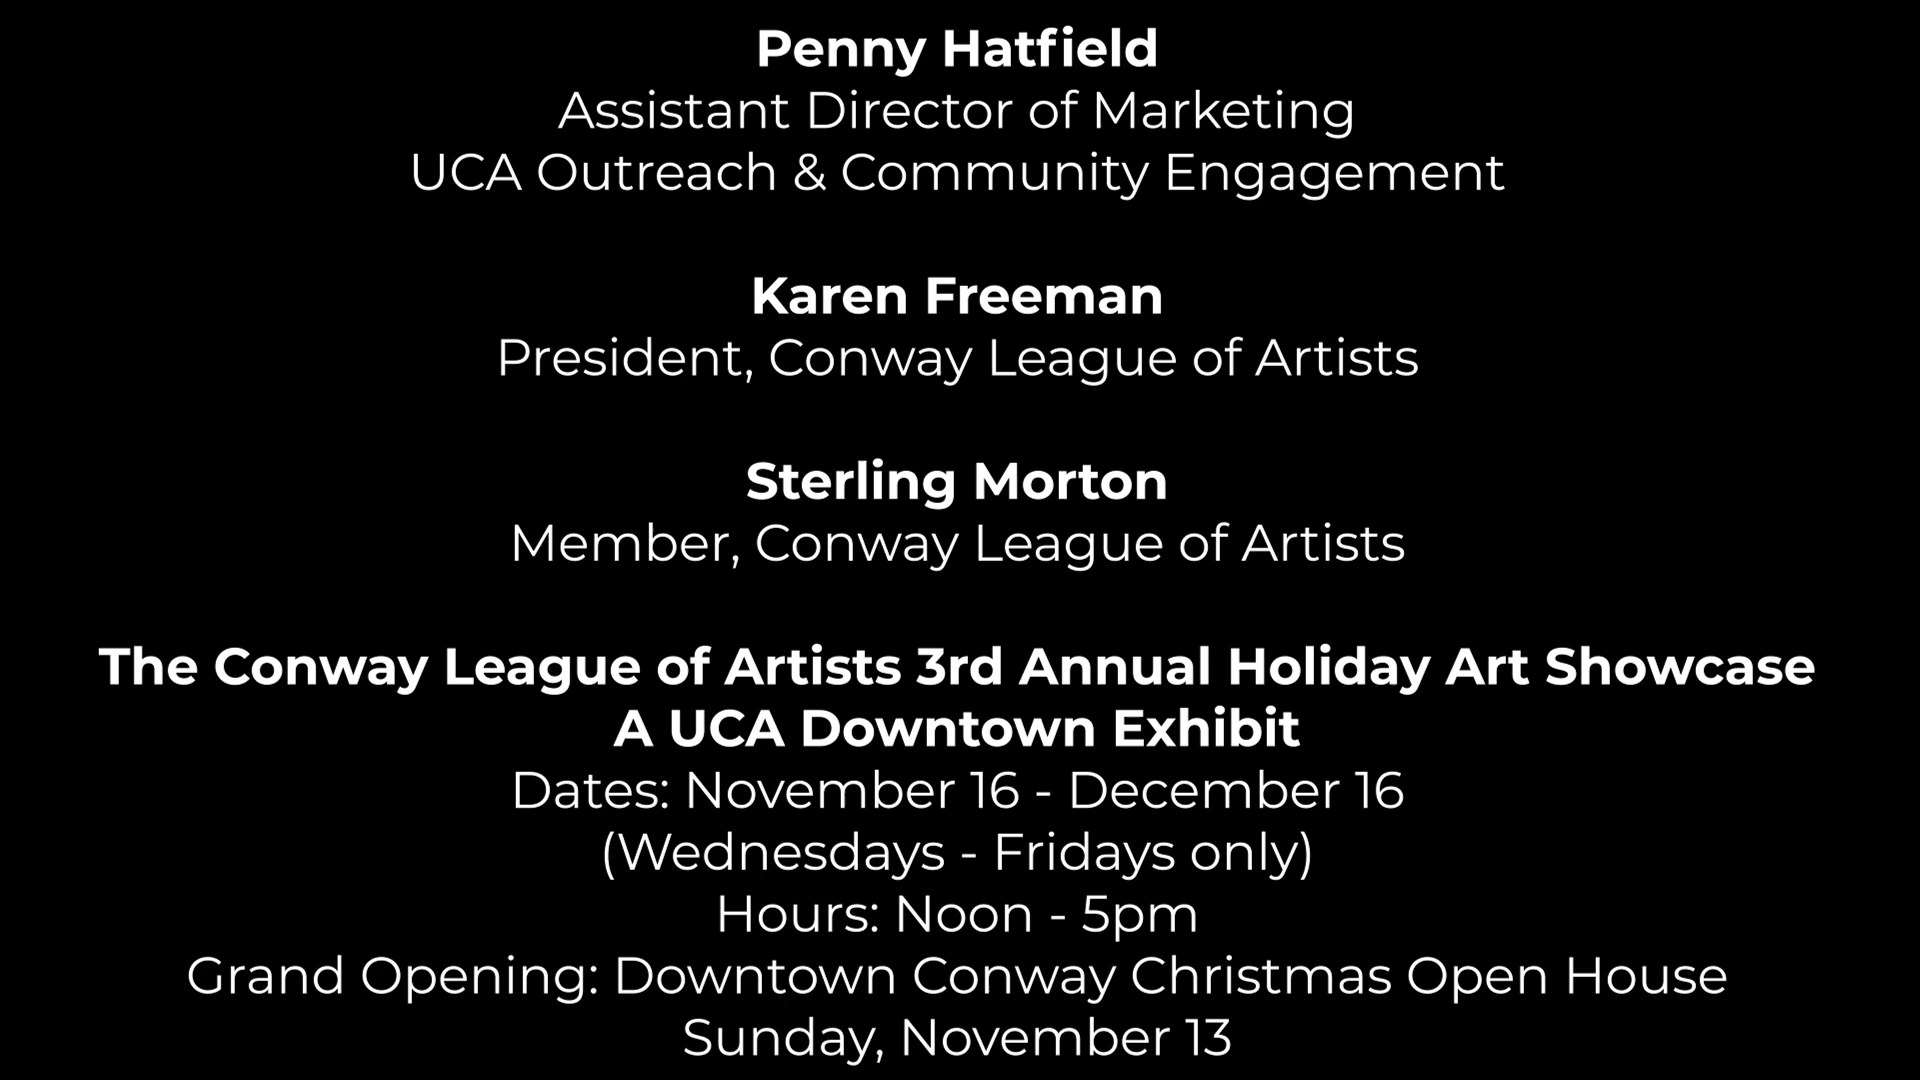 Penny Hatfield
Assistant Director of Marketing
UCA Outreach & Community Engagement
Karen Freeman
President, Conway League of Artists
Sterling Morton
Member, Conway League of Artists
The Conway League of Artists 3rd Annual Holiday Art Showcase
A UCA Downtown Exhibit
Dates: November 16 - December 16
(Wednesdays - Fridays only)
Hours: Noon - 5pm
Grand Opening: Downtown Conway Christmas Open House
Sunday, November 13